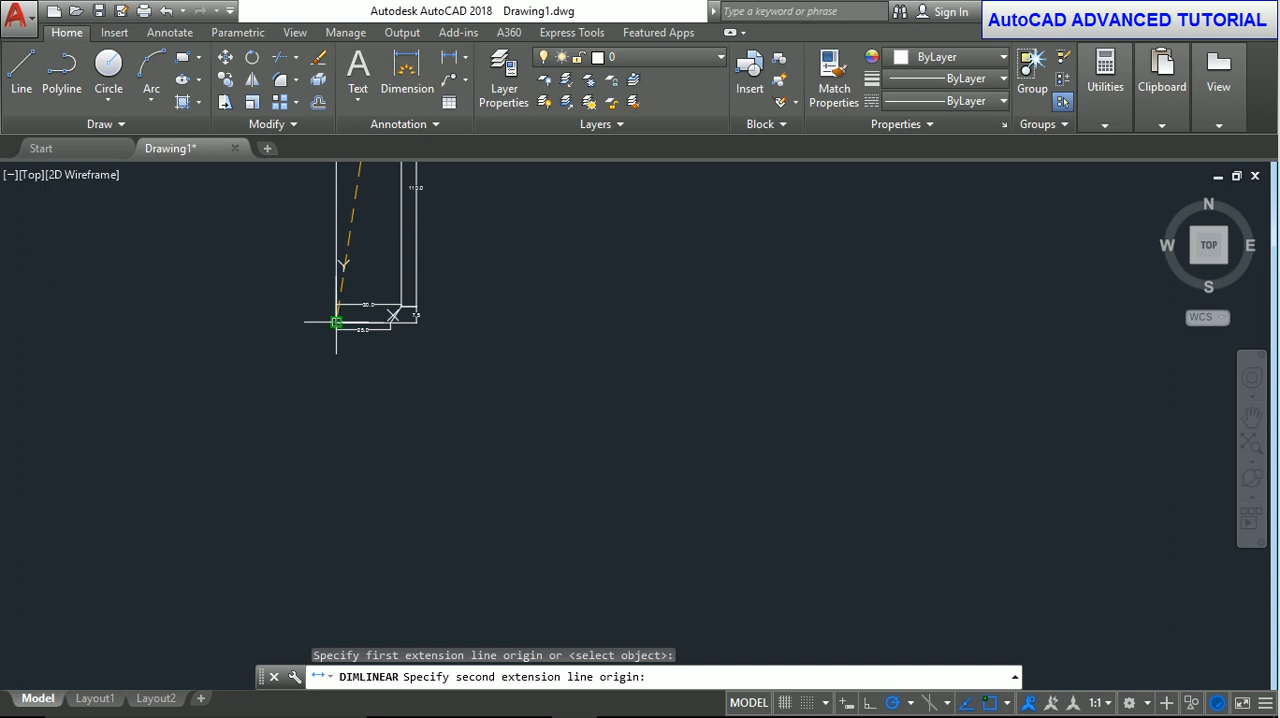 Autodesk AutoCAD 2018 Drawing1.dwg
Type a keyword or phrase
Sign In
AutoCAD ADVANCED TUTORIAL
Home Insert Annotate Parametric View Manage Output Add-ins A360 Express Tools Featured Apps
Line Polyline Circle Arc
Text Dimension
Layer
Properties
0
Insert
Match
Properties
ByLayer
ByLayer
ByLayer
Group
Utilities
Clipboard
View
Draw Modify Annotation Layers Block Properties Groups
Start Drawing1*
[−][Top][2D Wireframe]
N
W TOP E
S
WCS
30.0
25.0
Specify first extension line origin or <select object>:
DIMLINEAR Specify second extension line origin:
Model Layout1 Layout2
MODEL
1:1